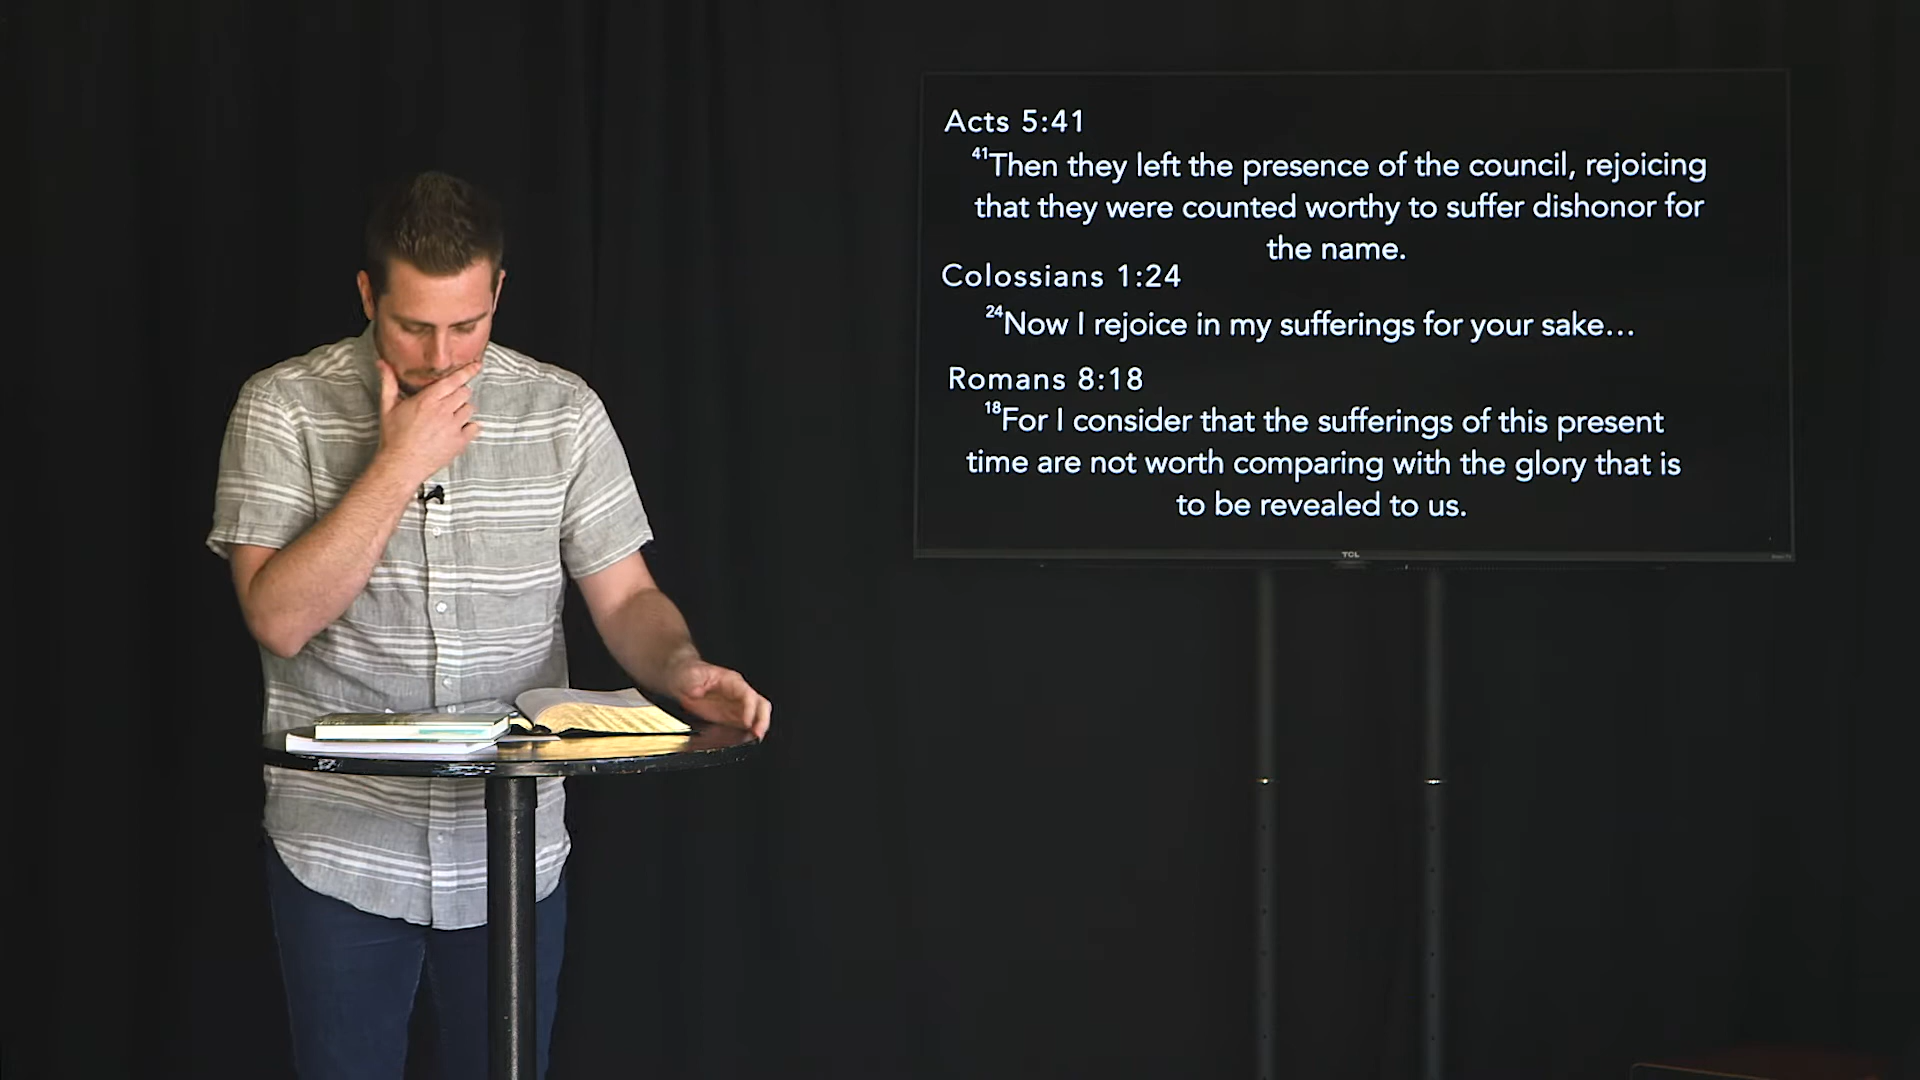 Acts 5:41
41Then they left the presence of the council, rejoicing
that they were counted worthy to suffer dishonor for
the name.
Colossians 1:24
24Now I rejoice in my sufferings for your sake...
Romans 8:18
18For I consider that the sufferings of this present
time are not worth comparing with the glory that is
to be revealed to us.
TCL